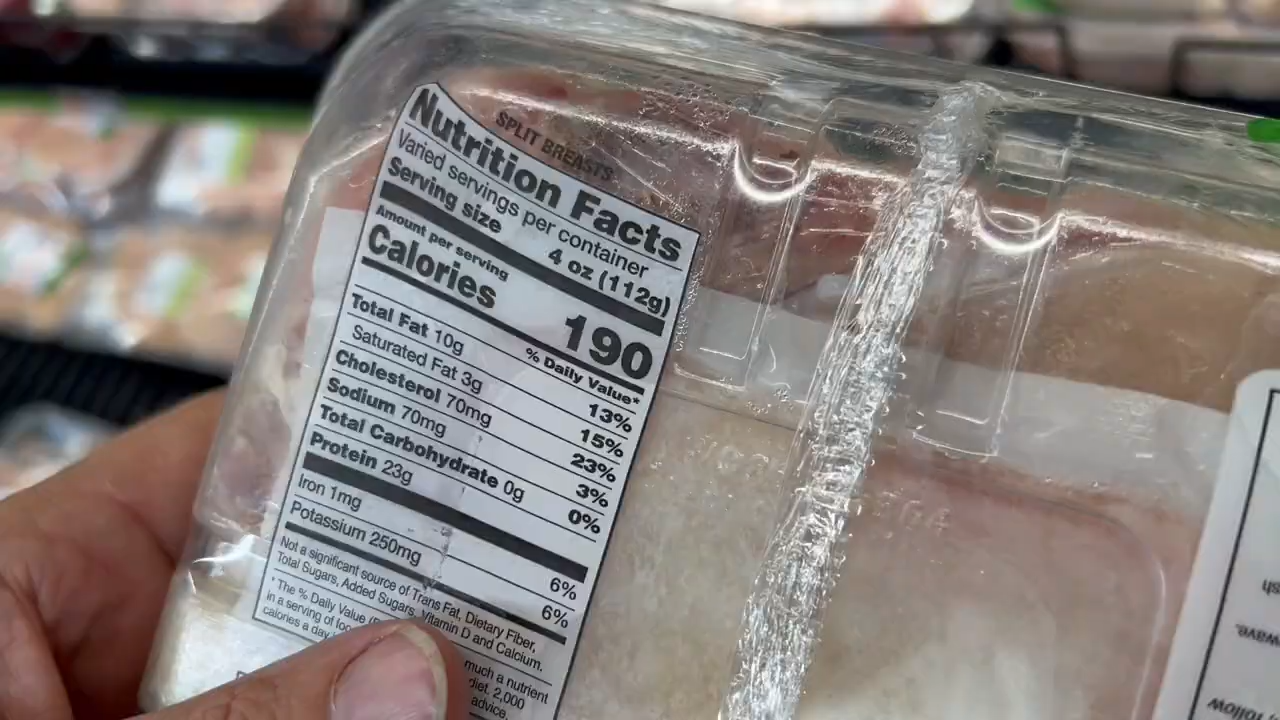 SPLIT BREASTS
Nutrition Facts
Varied servings per container
Serving size 4 oz (112g)
Amount per serving
Calories 190
% Daily Value*
Total Fat 10g 13%
Saturated Fat 3g 15%
Cholesterol 70mg 23%
Sodium 70mg 3%
Total Carbohydrate 0g 0%
Protein 23g
Iron 1mg 6%
Potassium 250mg 6%
Not a significant source of Trans Fat, Dietary Fiber,
Total Sugars, Added Sugars, Vitamin D and Calcium.
* The % Daily Value much a nutrient
in a serving of diet. 2,000
calories a day advice.
follow